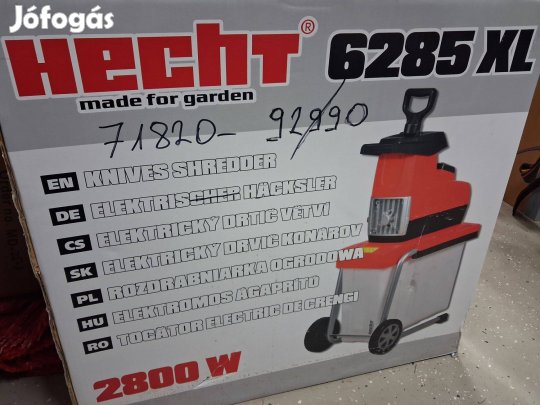 Jófogás
HECHT® 6285 XL
made for garden
71820- 92990
EN KNIVES SHREDDER
DE ELEKTRISCHER HÄCKSLER
CS ELEKTRICKÝ DRTIČ VĚTVÍ
SK ELEKTRICKÝ DRVIČ KONÁROV
PL ROZDRABNIARKA OGRODOWA
HU ELEKTROMOS ÁGAPRÍTÓ
RO TOCĂTOR ELECTRIC DE CRENGI
2800 W